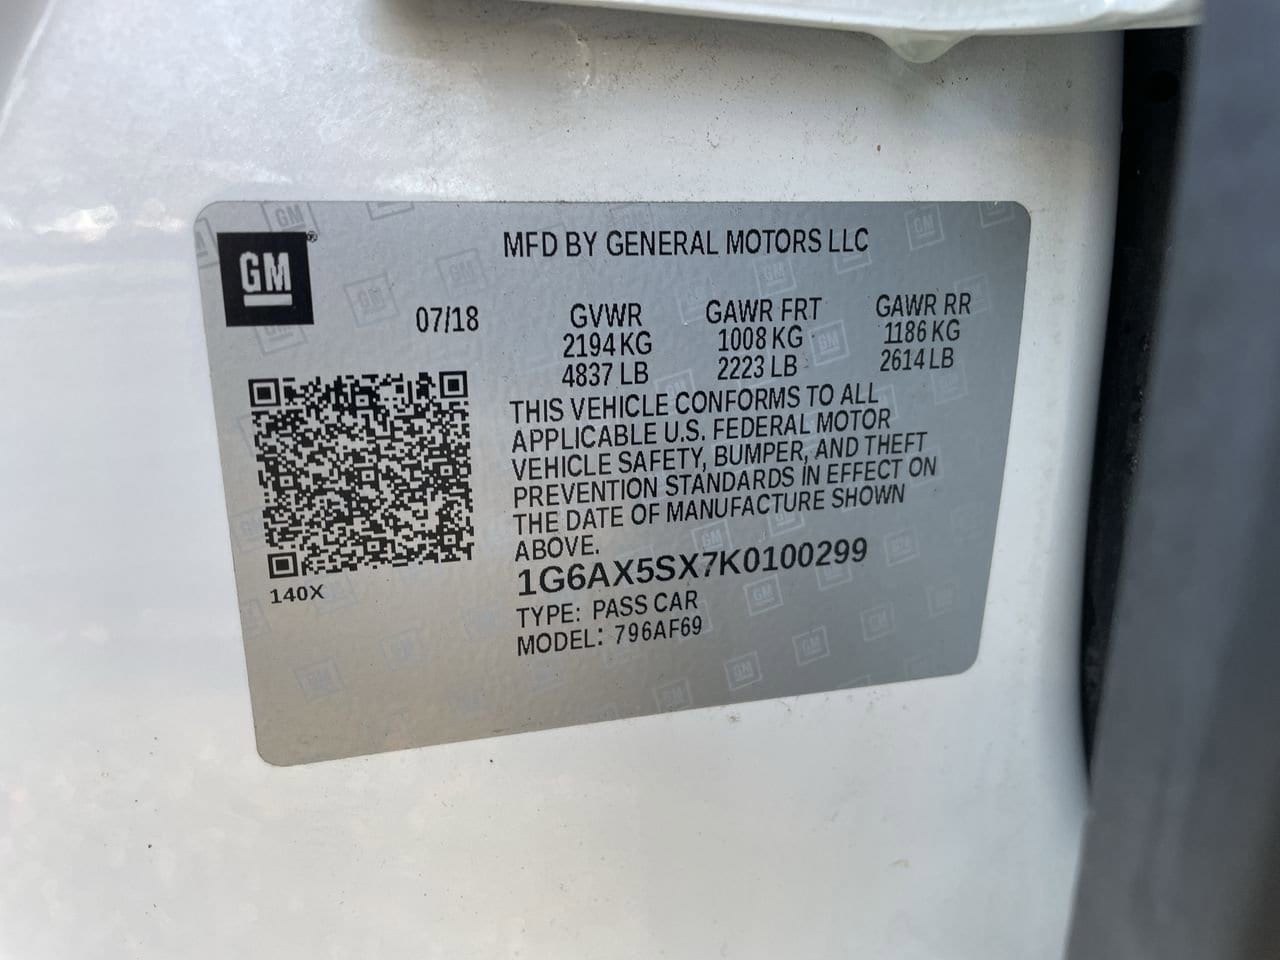 GM
MFD BY GENERAL MOTORS LLC
07/18
GVWR
2194 KG
4837 LB
GAWR FRT
1008 KG
2223 LB
GAWR RR
1186 KG
2614 LB
THIS VEHICLE CONFORMS TO ALL
APPLICABLE U.S. FEDERAL MOTOR
VEHICLE SAFETY, BUMPER, AND THEFT
PREVENTION STANDARDS IN EFFECT ON
THE DATE OF MANUFACTURE SHOWN
ABOVE.
1G6AX5SX7K0100299
TYPE: PASS CAR
MODEL: 796AF69
140X